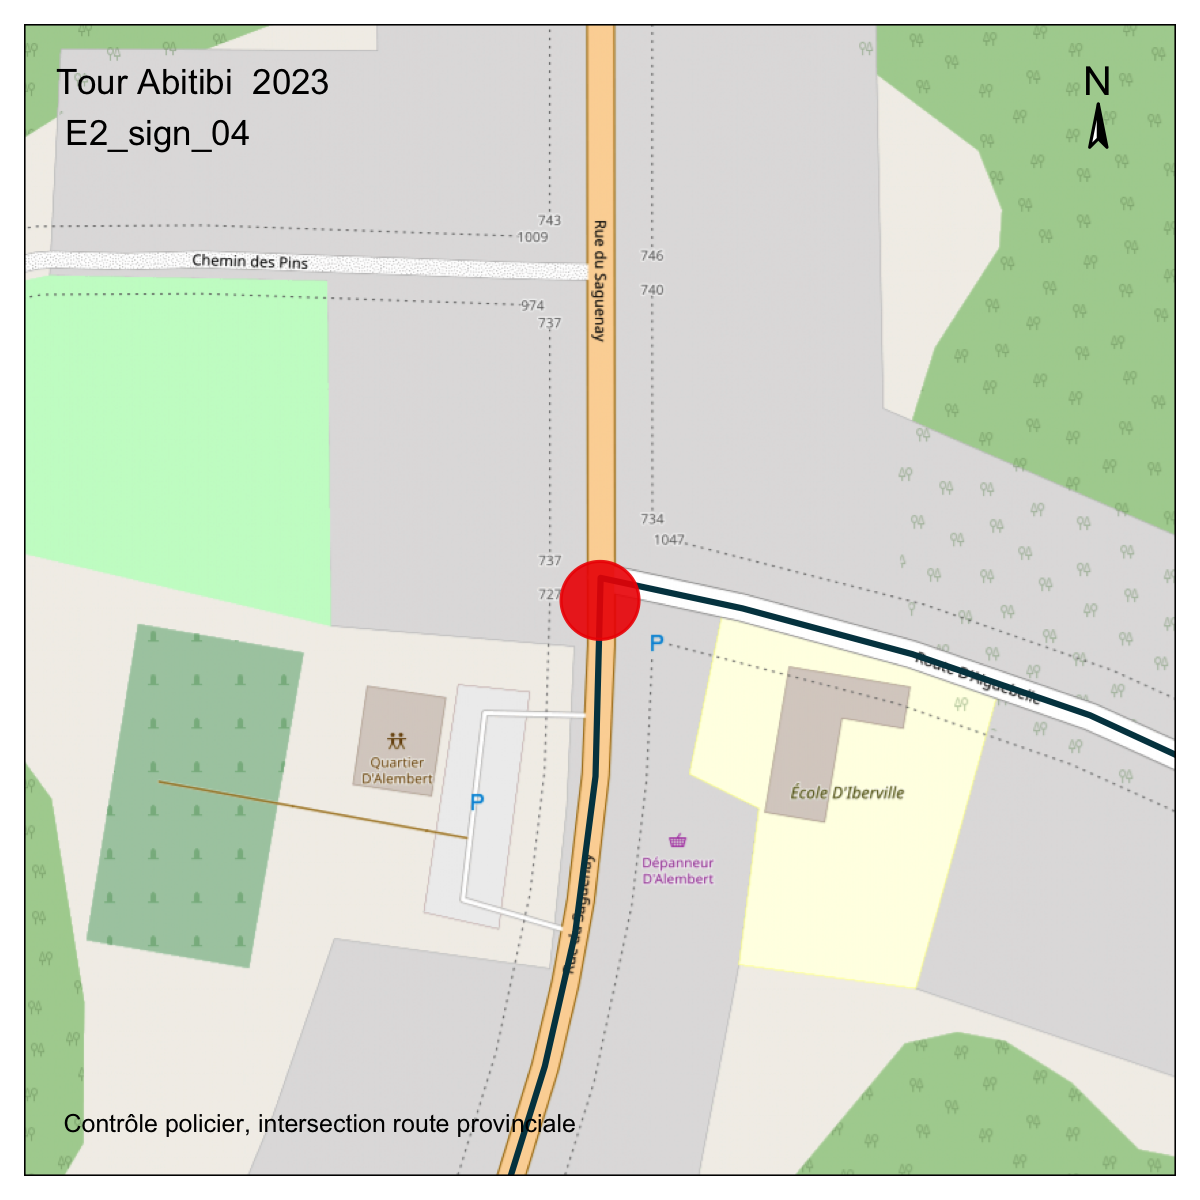 Tour Abitibi  2023
E2_sign_04
N
743
1009
Rue du Saguenay
746
Chemin des Pins
740
974
737
734
1047
737
727
P
Route D'Aiguebelle
Quartier
D'Alembert
P
École D'Iberville
Dépanneur
D'Alembert
Rue du Saguenay
Contrôle policier, intersection route provinciale